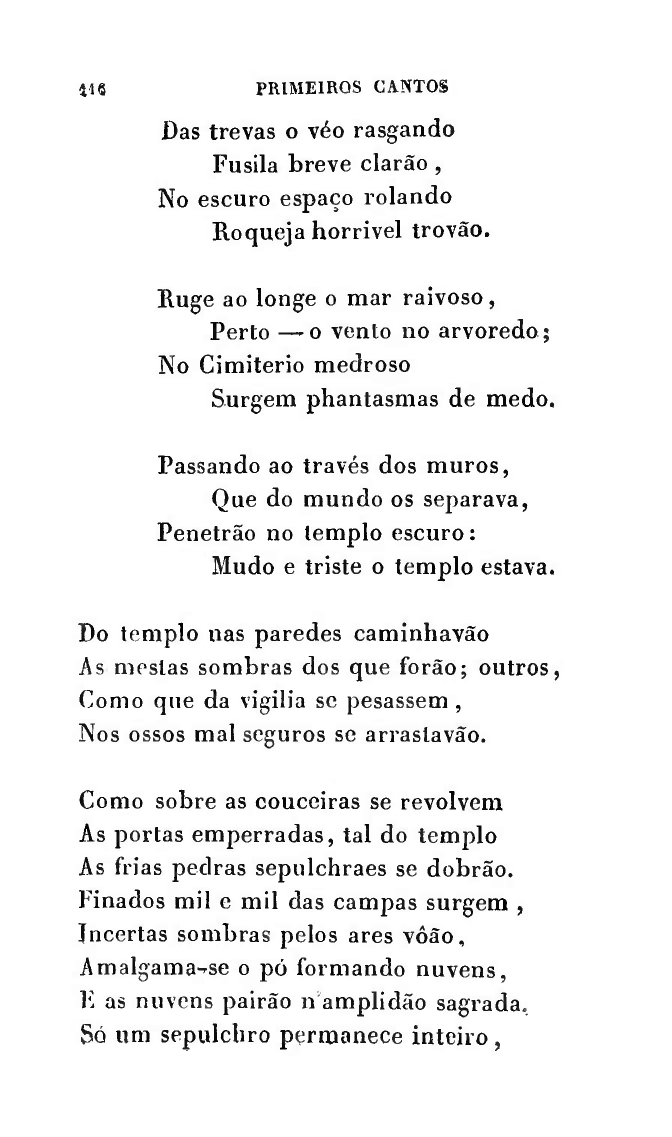 116 PRIMEIROS CANTOS
Das trevas o véo rasgando
Fusila breve clarão,
No escuro espaço rolando
Roqueja horrivel trovão.
Ruge ao longe o mar raivoso,
Perto — o vento no arvoredo;
No Cimiterio medroso
Surgem phantasmas de medo.
Passando ao través dos muros,
Que do mundo os separava,
Penetrão no templo escuro:
Mudo e triste o templo estava.
Do templo nas paredes caminhavão
As mestas sombras dos que forão; outros,
Como que da vigilia se pesassem,
Nos ossos mal seguros se arrastavão.
Como sobre as couceiras se revolvem
As portas emperradas, tal do templo
As frias pedras sepulchraes se dobrão.
Finados mil e mil das campas surgem,
Incertas sombras pelos ares vôão,
Amalgama-se o pó formando nuvens,
E as nuvens pairão n'amplidão sagrada.
Só um sepulchro permanece inteiro,